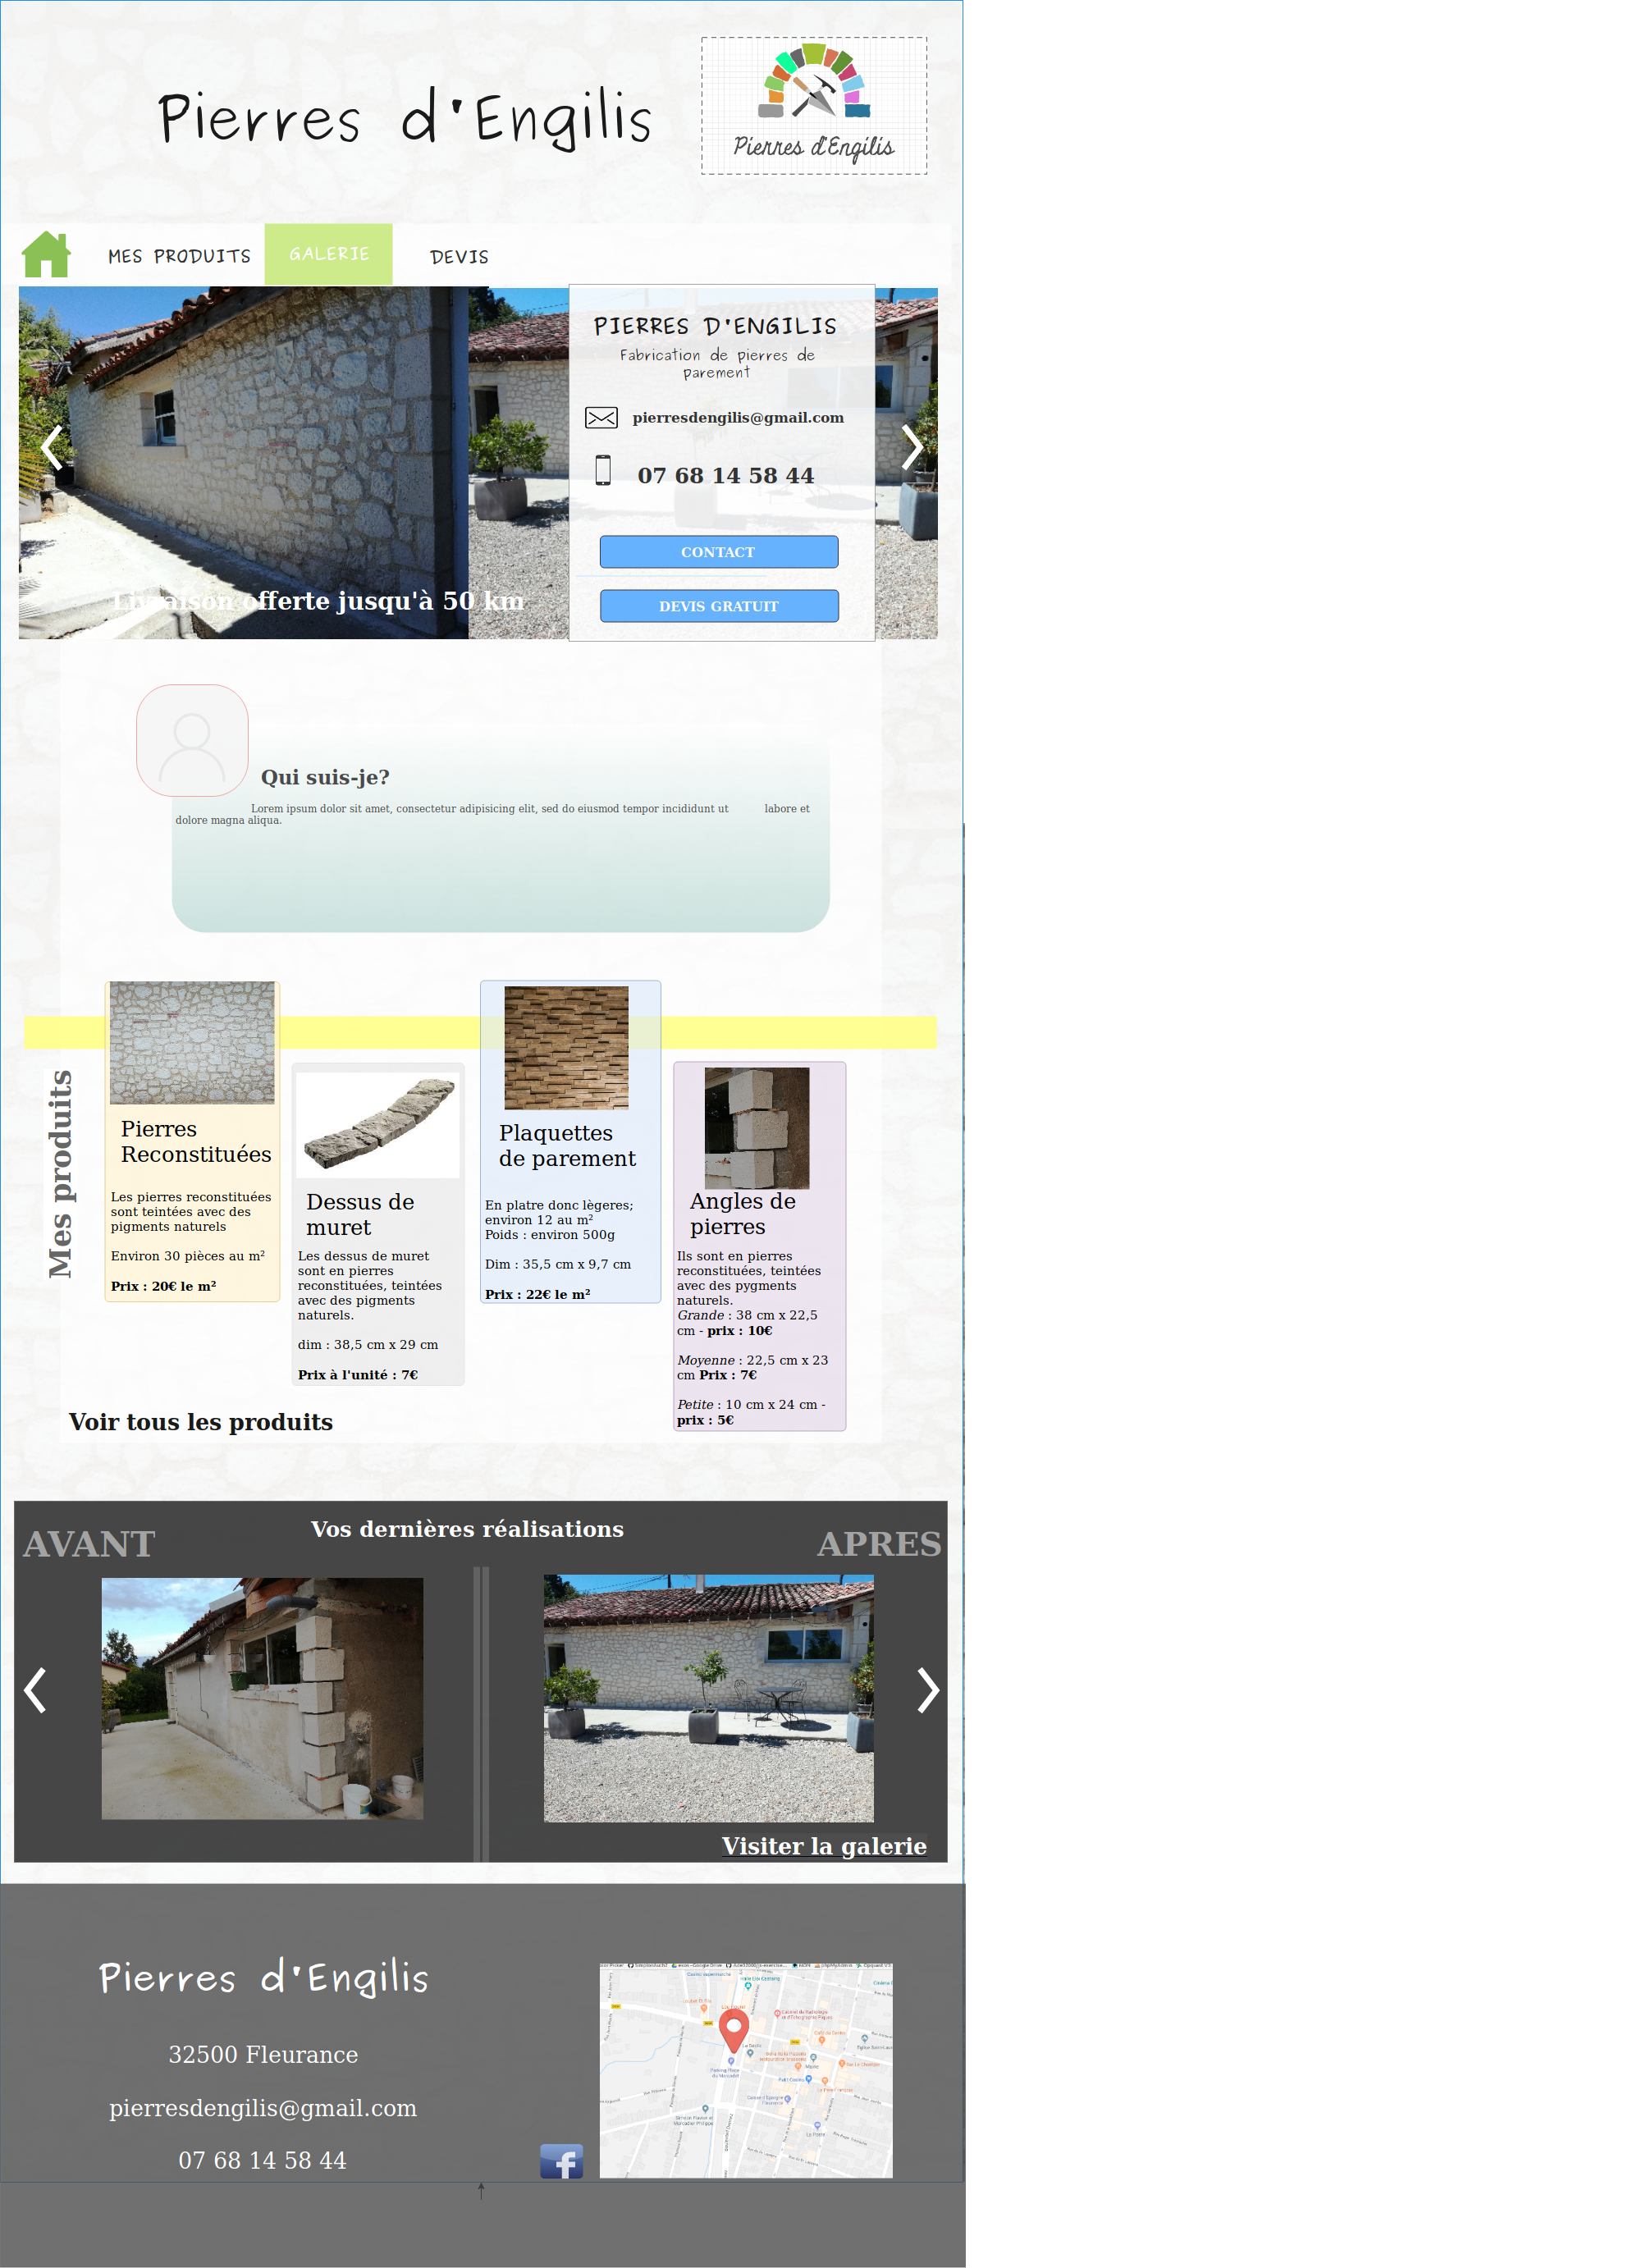 Pierres d'Engilis
Pierres d'Engilis
MES PRODUITS
GALERIE
DEVIS
PIERRES D'ENGILIS
Fabrication de pierres de
parement
pierresdengilis@gmail.com
07 68 14 58 44
CONTACT
DEVIS GRATUIT
Livraison offerte jusqu'à 50 km
Qui suis-je?
Lorem ipsum dolor sit amet, consectetur adipisicing elit, sed do eiusmod tempor incididunt ut labore et
dolore magna aliqua.
Mes produits
Pierres
Reconstituées
Les pierres reconstituées
sont teintées avec des
pigments naturels
Environ 30 pièces au m²
Prix : 20€ le m²
Dessus de
muret
Les dessus de muret
sont en pierres
reconstituées, teintées
avec des pigments
naturels.
dim : 38,5 cm x 29 cm
Prix à l'unité : 7€
Plaquettes
de parement
En platre donc lègeres;
environ 12 au m²
Poids : environ 500g
Dim : 35,5 cm x 9,7 cm
Prix : 22€ le m²
Angles de
pierres
Ils sont en pierres
reconstituées, teintées
avec des pygments
naturels.
Grande : 38 cm x 22,5
cm - prix : 10€
Moyenne : 22,5 cm x 23
cm Prix : 7€
Petite : 10 cm x 24 cm -
prix : 5€
Voir tous les produits
AVANT
Vos dernières réalisations
APRES
Visiter la galerie
Pierres d'Engilis
32500 Fleurance
pierresdengilis@gmail.com
07 68 14 58 44
f